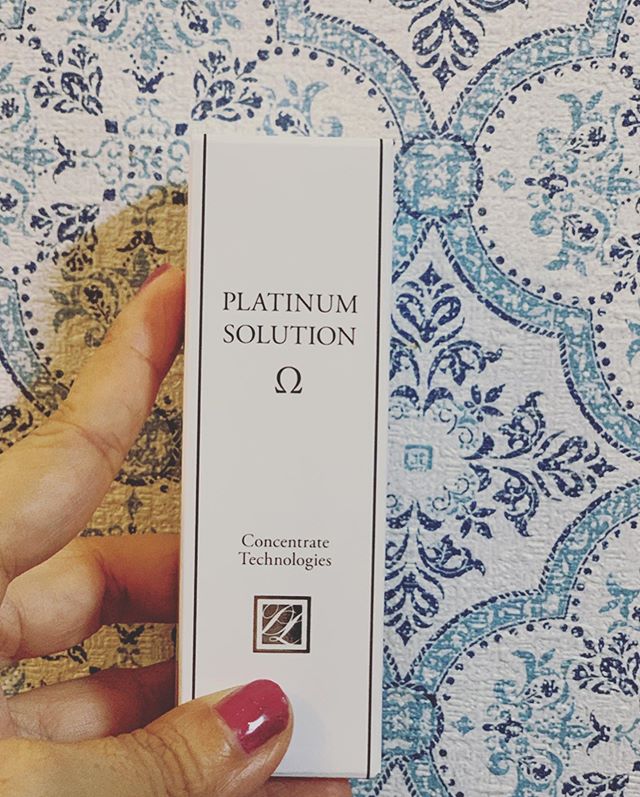 PLATINUM
SOLUTION
Ω
Concentrate
Technologies